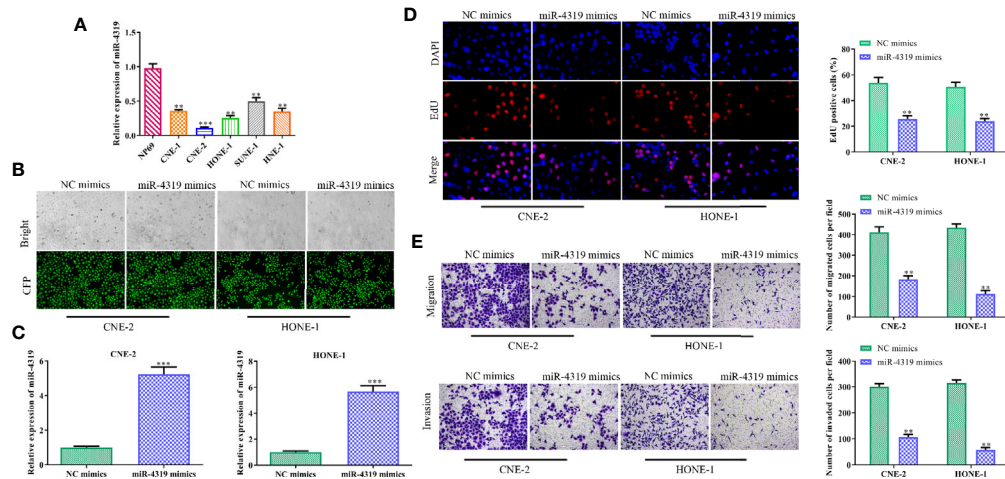 A
Relative expression of miR-4319
1.5
1.0
0.5
0.0
**
***
**
**
**
NP69
CNE-1
CNE-2
HONE-1
SUNE-1
HNE-1
B
NC mimics
miR-4319 mimics
NC mimics
miR-4319 mimics
Bright
CFP
CNE-2
HONE-1
C
CNE-2
Relative expression of miR-4319
6
4
2
0
***
NC mimics
miR-4319 mimics
HONE-1
Relative expression of miR-4319
8
6
4
2
0
***
NC mimics
miR-4319 mimics
D
NC mimics
miR-4319 mimics
NC mimics
miR-4319 mimics
DAPI
EdU
Merge
CNE-2
HONE-1
NC mimics
miR-4319 mimics
EdU positive cells (%)
80
60
40
20
0
**
**
CNE-2
HONE-1
E
NC mimics
miR-4319 mimics
NC mimics
miR-4319 mimics
Migration
CNE-2
HONE-1
NC mimics
miR-4319 mimics
Number of migrated cells per field
500
400
300
200
100
0
**
**
CNE-2
HONE-1
NC mimics
miR-4319 mimics
NC mimics
miR-4319 mimics
Invasion
CNE-2
HONE-1
NC mimics
miR-4319 mimics
Number of invaded cells per field
400
300
200
100
0
**
**
CNE-2
HONE-1